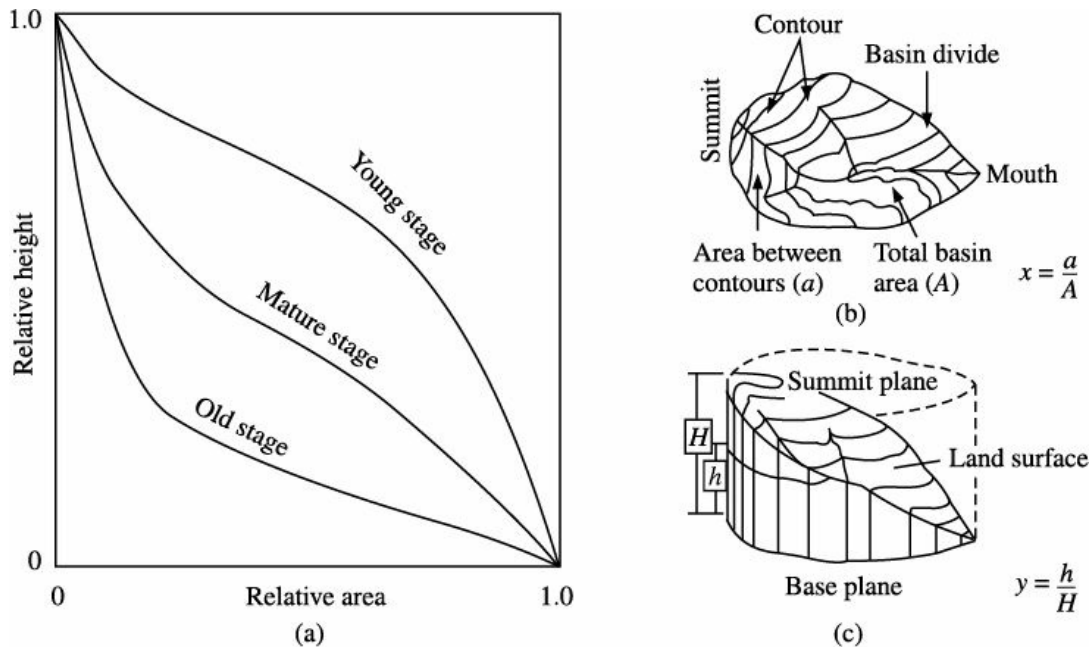 1.0
Relative height
Young stage
Mature stage
Old stage
0
0
Relative area
1.0
(a)
Contour
Basin divide
Summit
Mouth
Area between
contours (a)
Total basin
area (A)
x = a/A
(b)
Summit plane
H
h
Land surface
Base plane
y = h/H
(c)